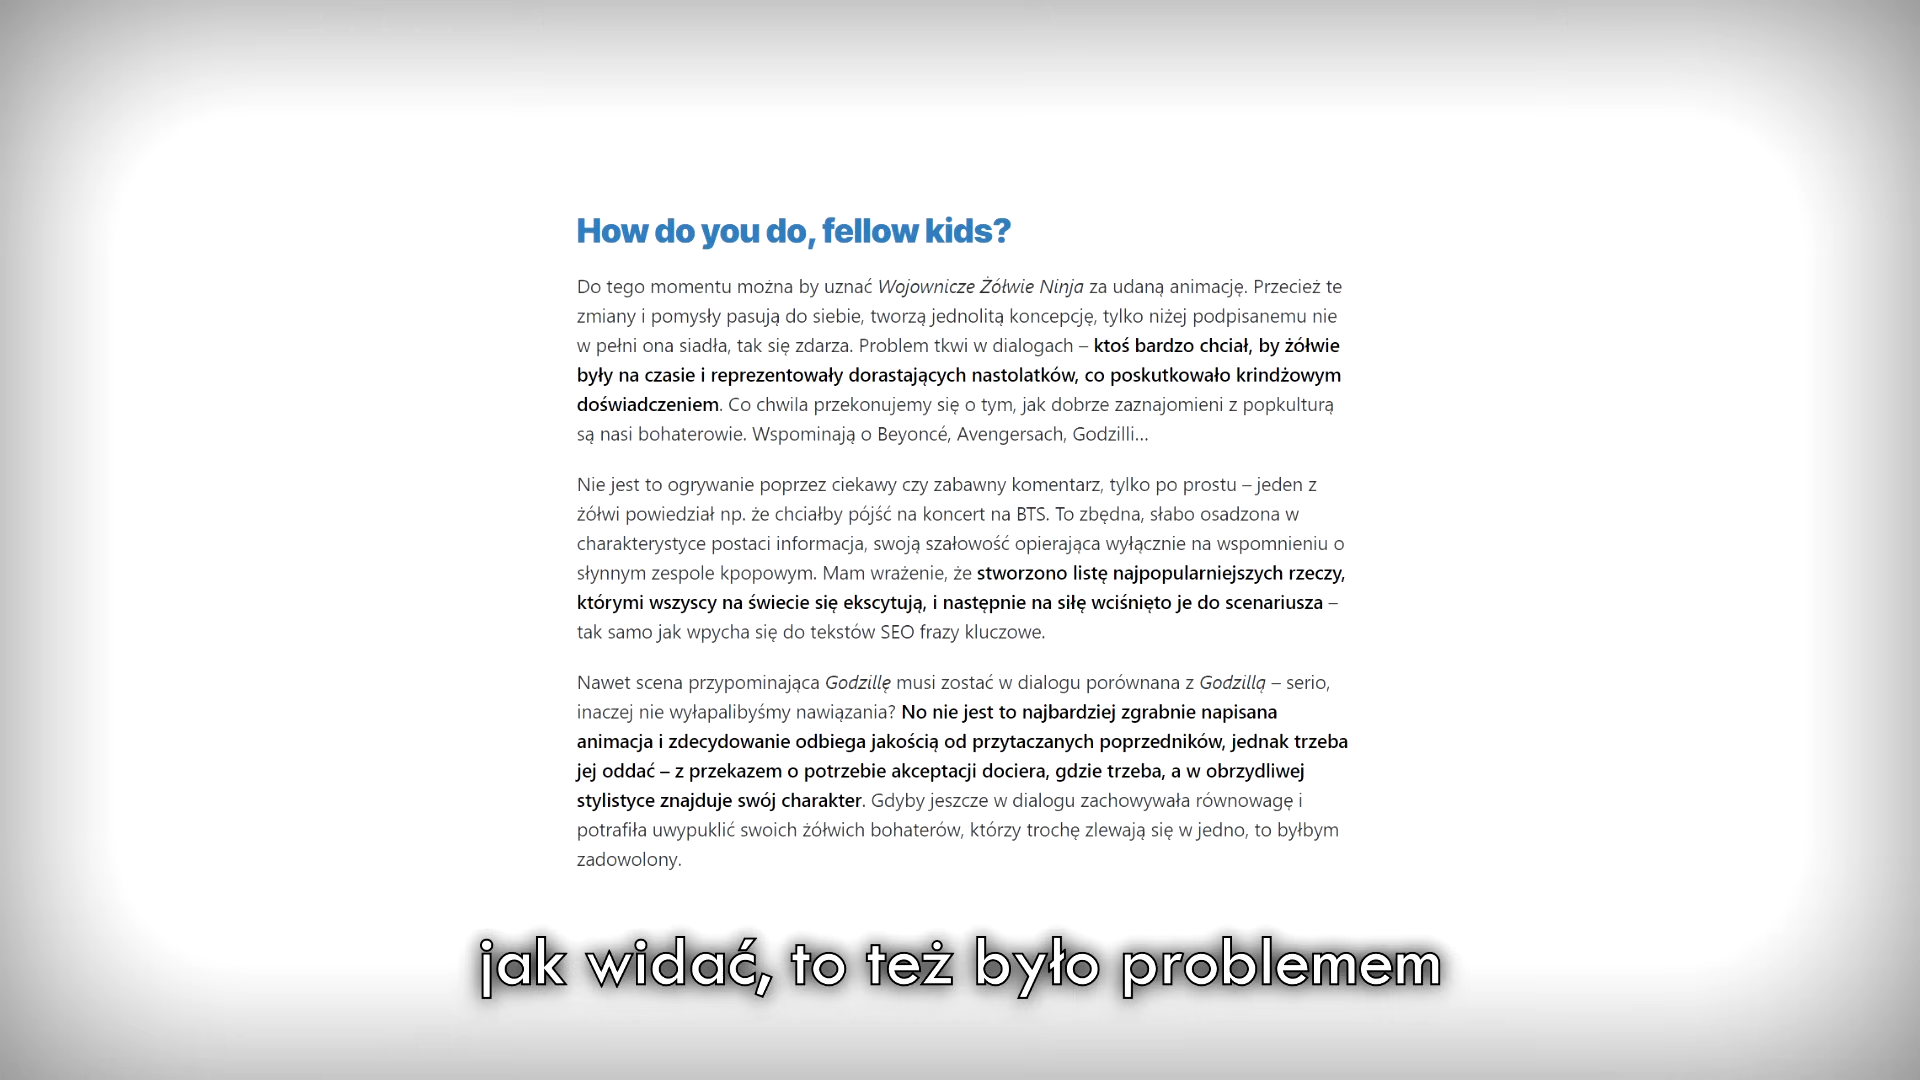 How do you do, fellow kids?
Do tego momentu można by uznać Wojownicze Żółwie Ninja za udaną animację. Przecież te
zmiany i pomysły pasują do siebie, tworzą jednolitą koncepcję, tylko niżej podpisanemu nie
w pełni ona siadła, tak się zdarza. Problem tkwi w dialogach – ktoś bardzo chciał, by żółwie
były na czasie i reprezentowały dorastających nastolatków, co poskutkowało krindżowym
doświadczeniem. Co chwila przekonujemy się o tym, jak dobrze zaznajomieni z popkulturą
są nasi bohaterowie. Wspominają o Beyoncé, Avengersach, Godzilli...
Nie jest to ogrywanie poprzez ciekawy czy zabawny komentarz, tylko po prostu – jeden z
żółwi powiedział np. że chciałby pójść na koncert na BTS. To zbędna, słabo osadzona w
charakterystyce postaci informacja, swoją szałowość opierająca wyłącznie na wspomnieniu o
słynnym zespole kpopowym. Mam wrażenie, że stworzono listę najpopularniejszych rzeczy,
którymi wszyscy na świecie się ekscytują, i następnie na siłę wciśnięto je do scenariusza –
tak samo jak wpycha się do tekstów SEO frazy kluczowe.
Nawet scena przypominająca Godzillę musi zostać w dialogu porównana z Godzillą – serio,
inaczej nie wyłapalibyśmy nawiązania? No nie jest to najbardziej zgrabnie napisana
animacja i zdecydowanie odbiega jakością od przytaczanych poprzedników, jednak trzeba
jej oddać – z przekazem o potrzebie akceptacji dociera, gdzie trzeba, a w obrzydliwej
stylistyce znajduje swój charakter. Gdyby jeszcze w dialogu zachowywała równowagę i
potrafiła uwypuklić swoich żółwich bohaterów, którzy trochę zlewają się w jedno, to byłbym
zadowolony.
jak widać, to też było problemem